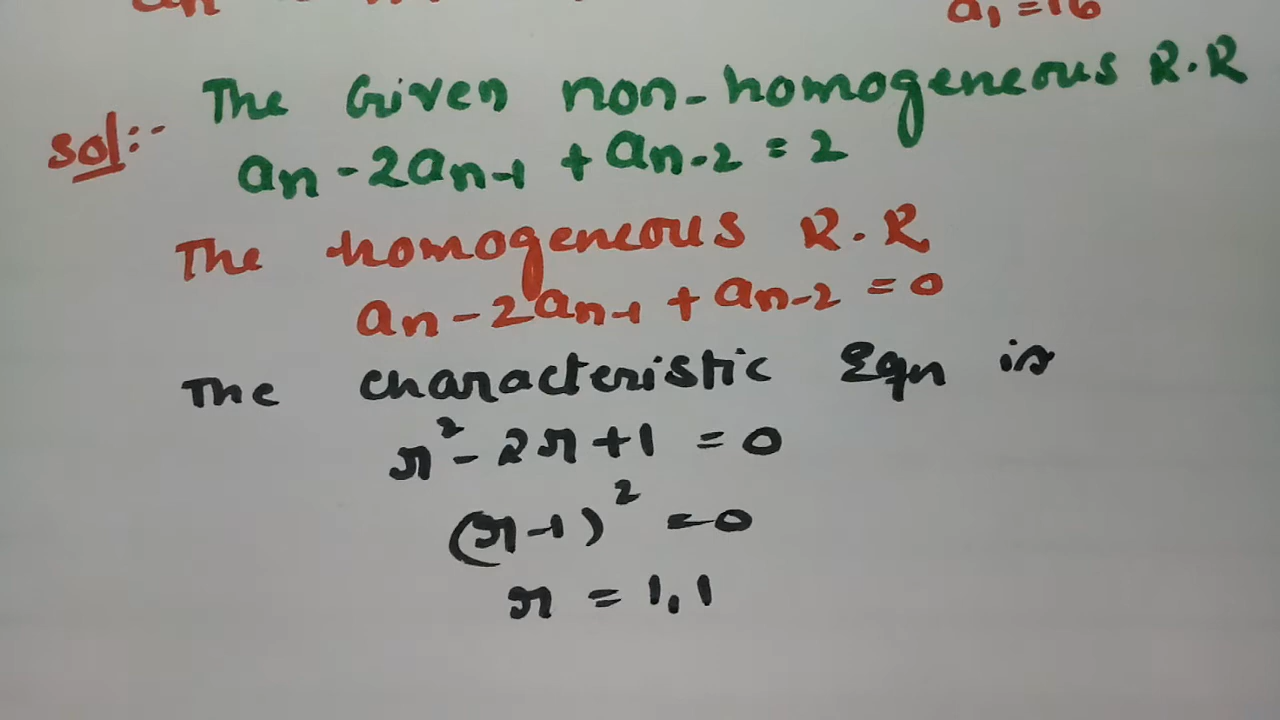 a₁ = 16
Sol:- The Given non-homogeneous R.R
aₙ - 2aₙ₋₁ + aₙ₋₂ = 2
The homogeneous R.R
aₙ - 2aₙ₋₁ + aₙ₋₂ = 0
The characteristic Eqn is
r² - 2r + 1 = 0
(r-1)² = 0
r = 1, 1